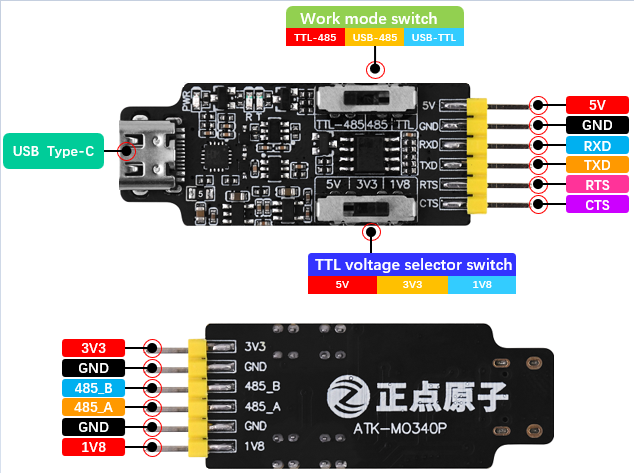 Work mode switch
TTL-485 USB-485 USB-TTL
PWR
R T
TTL-485 485 TTL
5V 3V3 1V8
5
5V
GND
RXD
TXD
RTS
CTS
5V
GND
RXD
TXD
RTS
CTS
USB Type-C
TTL voltage selector switch
5V 3V3 1V8
3V3
GND
485_B
485_A
GND
1V8
3V3
GND
485_B
485_A
GND
1V8
正点原子
ATK-MO340P